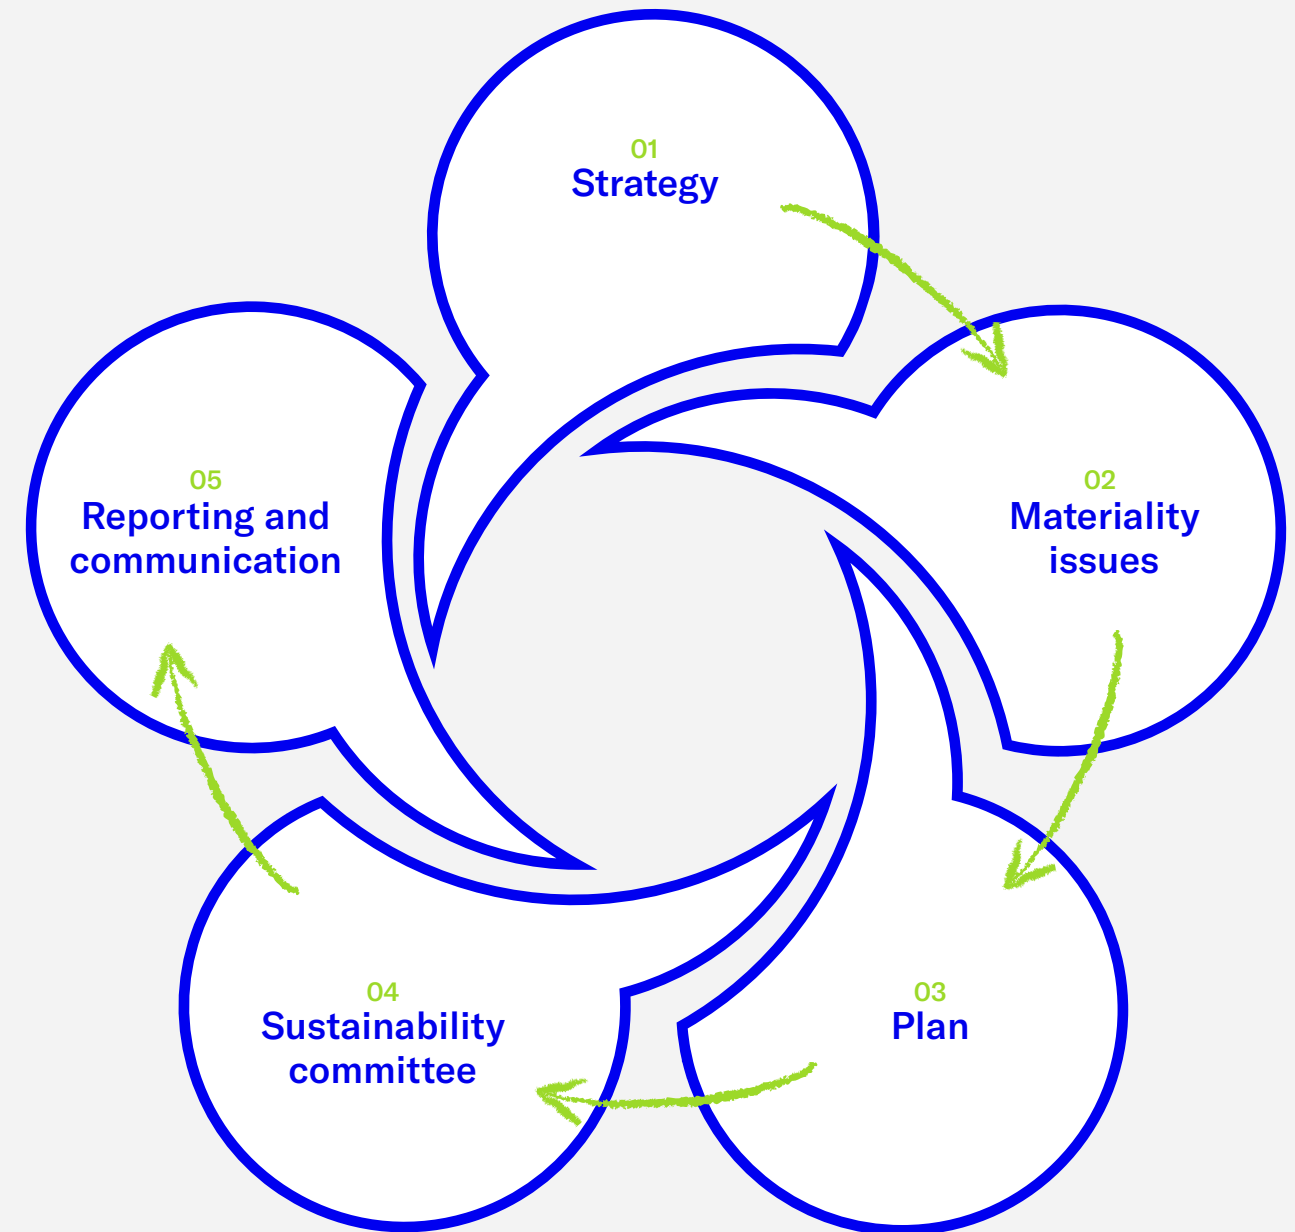 01
Strategy
02
Materiality
issues
03
Plan
04
Sustainability
committee
05
Reporting and
communication